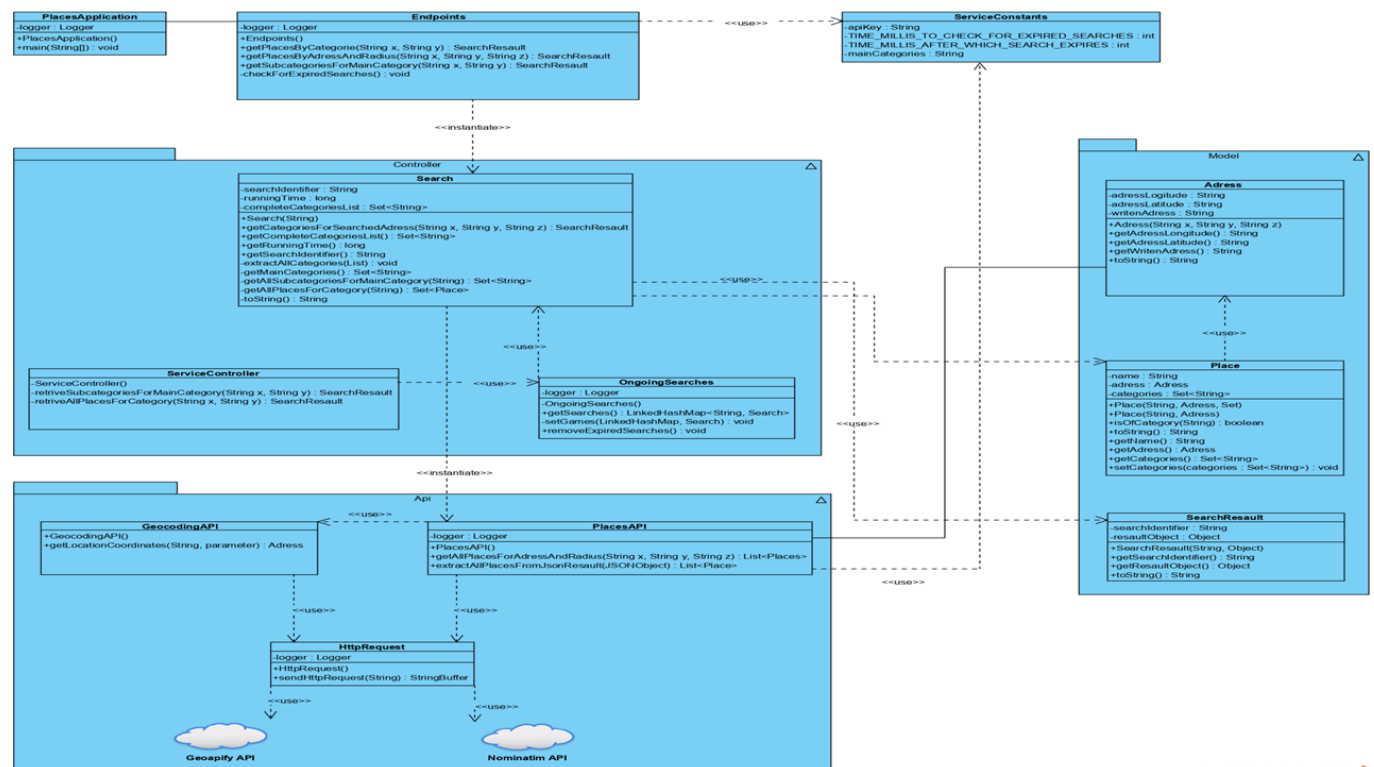 PlacesApplication
-logger : Logger
+PlacesApplication()
+main(String[]) : void
Endpoints
-logger : Logger
+Endpoints()
+getPlacesByCategorie(String x, String y) : SearchResault
+getPlacesByAdressAndRadius(String x, String y, String z) : SearchResault
+getSubcategoriesForMainCategory(String x, String y) : SearchResault
-checkForExpiredSearches() : void
<<use>>
ServiceConstants
-apiKey : String
-TIME_MILLIS_TO_CHECK_FOR_EXPIRED_SEARCHES : int
-TIME_MILLIS_AFTER_WHICH_SEARCH_EXPIRES : int
-mainCategories : String
<<instantiate>>
Controller
Search
-searchIdentifier : String
-runningTime : long
-completeCategoriesList : Set<String>
+Search(String)
+getCategoriesForSearchedAdress(String x, String y, String z) : SearchResault
+getCompleteCategoriesList() : Set<String>
+getRunningTime() : long
+getSearchIdentifier() : String
-extractAllCategories(List) : void
-getMainCategories() : Set<String>
-getAllSubcategoriesForMainCategory(String) : Set<String>
-getAllPlacesForCategory(String) : Set<Place>
-toString() : String
<<use>>
<<use>>
ServiceController
-ServiceController()
-retriveSubcategoriesForMainCategory(String x, String y) : SearchResault
-retriveAllPlacesForCategory(String x, String y) : SearchResault
<<use>>
OngoingSearches
-logger : Logger
-OngoingSearches()
+getSearches() : LinkedHashMap<String, Search>
-setGames(LinkedHashMap, Search) : void
+removeExpiredSearches() : void
<<use>>
<<instantiate>>
Model
Adress
-adressLogitude : String
-adressLatitude : String
-writenAdress : String
+Adress(String x, String y, String z)
+getAdressLongitude() : String
+getAdressLatitude() : String
+getWritenAdress() : String
+toString() : String
<<use>>
Place
-name : String
-adress : Adress
-categories : Set<String>
+Place(String, Adress, Set)
+Place(String, Adress)
+isOfCategory(String) : boolean
+toString() : String
+getName() : String
+getAdress() : Adress
+getCategories() : Set<String>
+setCategories(categories : Set<String>) : void
SearchResault
-searchIdentifier : String
-resaultObject : Object
+SearchResault(String, Object)
+getSearchIdentifier() : String
+getResaultObject() : Object
+toString() : String
Api
GeocodingAPI
+GeocodingAPI()
+getLocationCoordinates(String, parameter) : Adress
<<use>>
PlacesAPI
-logger : Logger
+PlacesAPI()
+getAllPlacesForAdressAndRadius(String x, String y, String z) : List<Places>
+extractAllPlacesFromJsonResault(JSONObject) : List<Place>
<<use>>
<<use>>
<<use>>
HttpRequest
-logger : Logger
+HttpRequest()
+sendHttpRequest(String) : StringBuffer
<<use>>
<<use>>
Geoapify API
Nominatim API